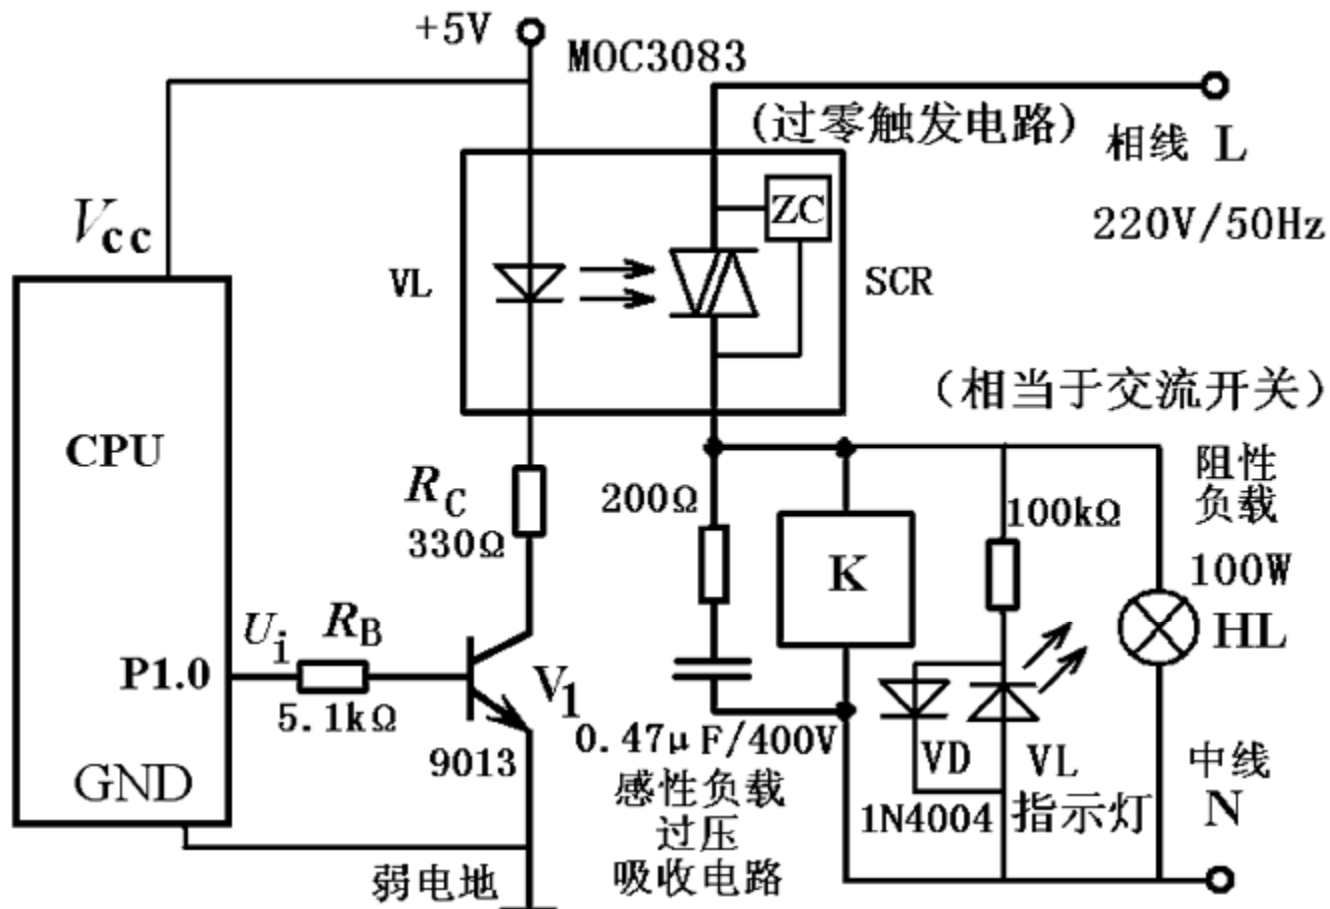 +5V
MOC3083
(过零触发电路)
相线 L
220V/50Hz
Vcc
ZC
VL
SCR
(相当于交流开关)
CPU
RC
330Ω
200Ω
100kΩ
阻性
负载
100W
K
HL
Ui
RB
P1.0
5.1kΩ
V1
9013
0.47μF/400V
VD
VL
中线
N
GND
感性负载
过压
吸收电路
1N4004
指示灯
弱电地